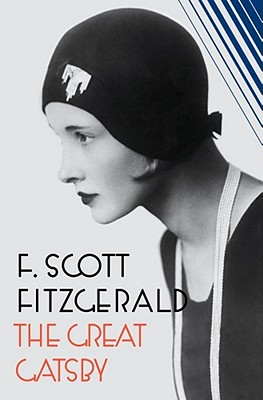 F. SCOTT
FITZGERALD
THE GREAT
GATSBY